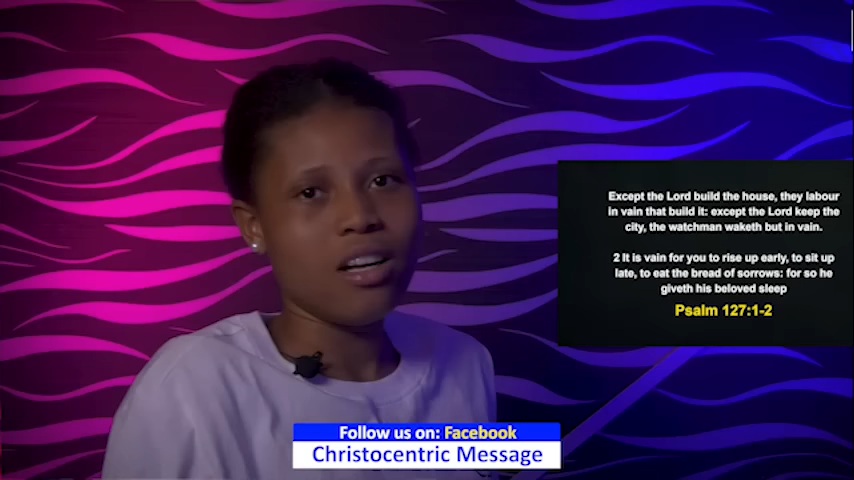 Except the Lord build the house, they labour
in vain that build it: except the Lord keep the
city, the watchman waketh but in vain.
2 It is vain for you to rise up early, to sit up
late, to eat the bread of sorrows: for so he
giveth his beloved sleep
Psalm 127:1-2
Follow us on: Facebook
Christocentric Message